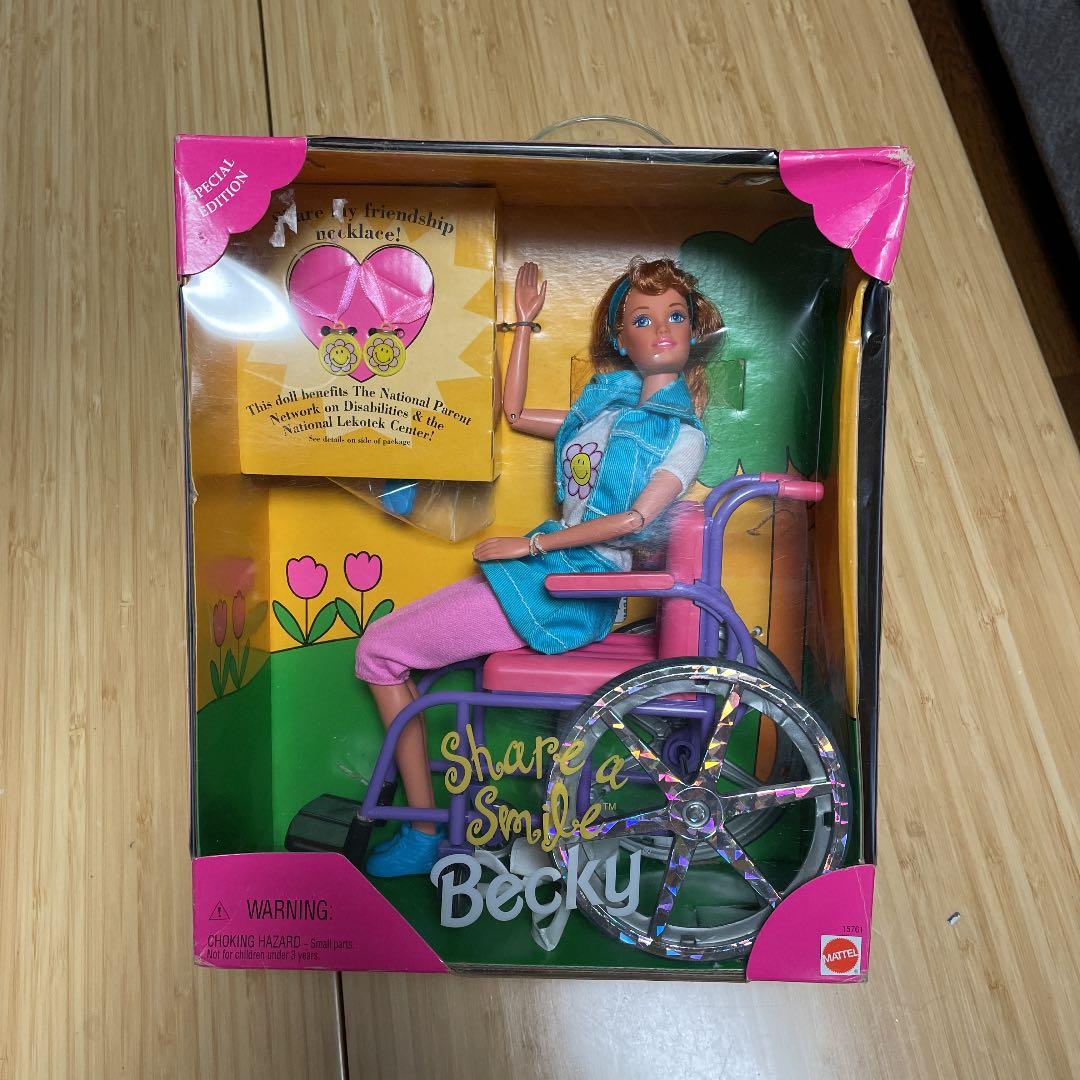 SPECIAL
EDITION
my friendship
necklace!
This doll benefits The National Parent
Network on Disabilities & the
National Lekotek Center!
See details on side of package
Share a
Smile™
Becky
WARNING:
CHOKING HAZARD – Small parts.
Not for children under 3 years.
15761
MATTEL